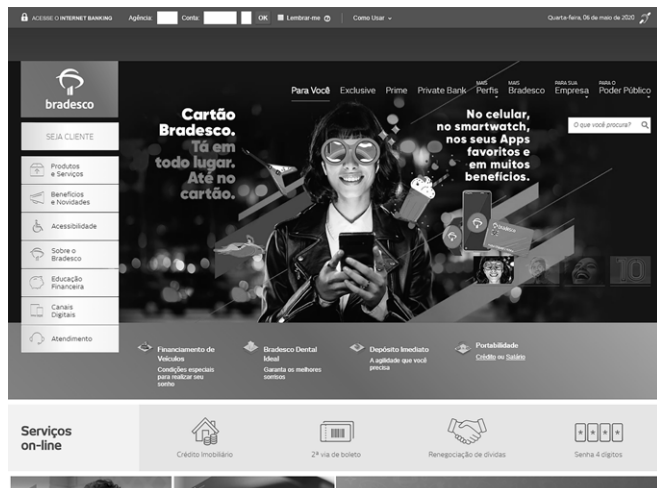 ACESSE O INTERNET BANKING Agência: Conta: OK Lembrar-me Como Usar Quarta-feira, 06 de maio de 2020
bradesco
Para Você Exclusive Prime Private Bank MAIS Perfis MAIS Bradesco PARA SUA Empresa PARA O Poder Público
O que você procura?
SEJA CLIENTE
Produtos
e Serviços
Benefícios
e Novidades
Acessibilidade
Sobre o
Bradesco
Educação
Financeira
Canais
Digitais
Atendimento
Cartão
Bradesco.
Tá em
todo lugar.
Até no
cartão.
No celular,
no smartwatch,
nos seus Apps
favoritos e
em muitos
benefícios.
bradesco
10
Financiamento de
Veículos
Condições especiais
para realizar seu
sonho
Bradesco Dental
Ideal
Garanta os melhores
sorrisos
Depósito Imediato
A agilidade que você
precisa
Portabilidade
Crédito ou Salário
Serviços
on-line
Crédito Imobiliário
2ª via de boleto
Renegociação de dívidas
Senha 4 dígitos